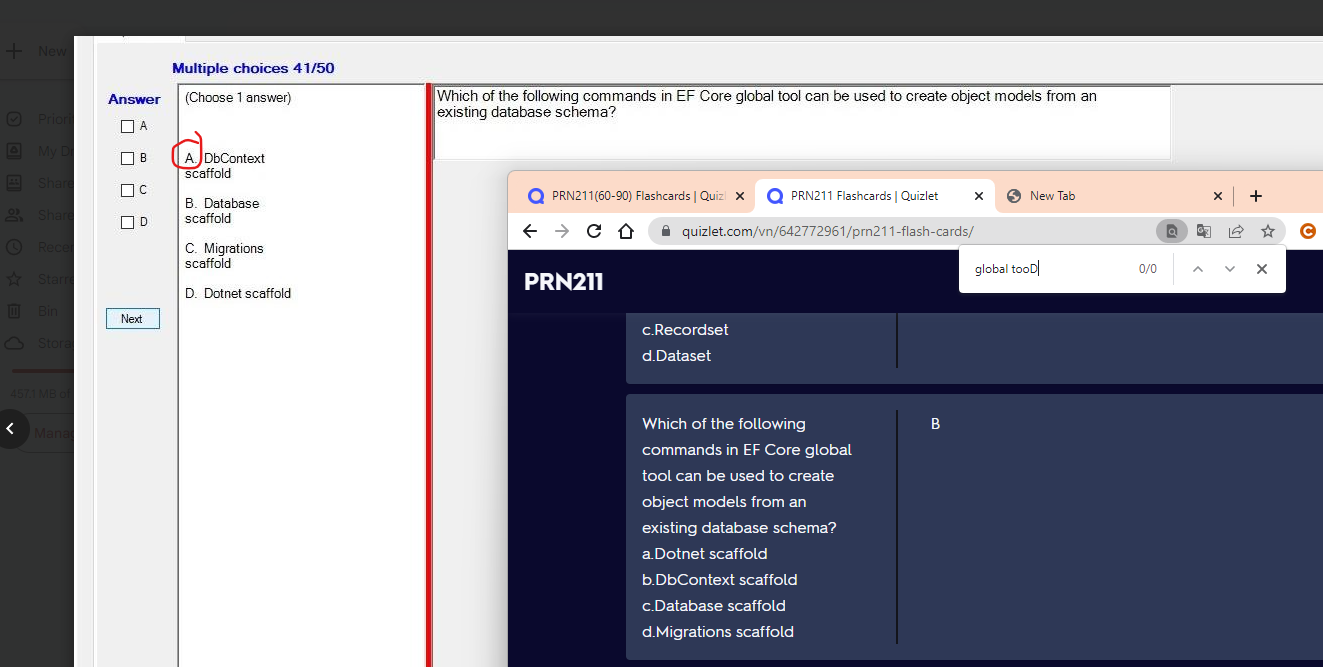 New
Multiple choices 41/50
Answer
A
B
C
D
Next
(Choose 1 answer)
A. DbContext
scaffold
B. Database
scaffold
C. Migrations
scaffold
D. Dotnet scaffold
Which of the following commands in EF Core global tool can be used to create object models from an
existing database schema?
PRN211(60-90) Flashcards | Quiz
PRN211 Flashcards | Quizlet
New Tab
quizlet.com/vn/642772961/prn211-flash-cards/
global tooD
0/0
PRN211
c.Recordset
d.Dataset
Which of the following
commands in EF Core global
tool can be used to create
object models from an
existing database schema?
a.Dotnet scaffold
b.DbContext scaffold
c.Database scaffold
d.Migrations scaffold
B
Priori
My D
Share
Share
Rece
Starr
Bin
Stora
457.1 MB of
Manag